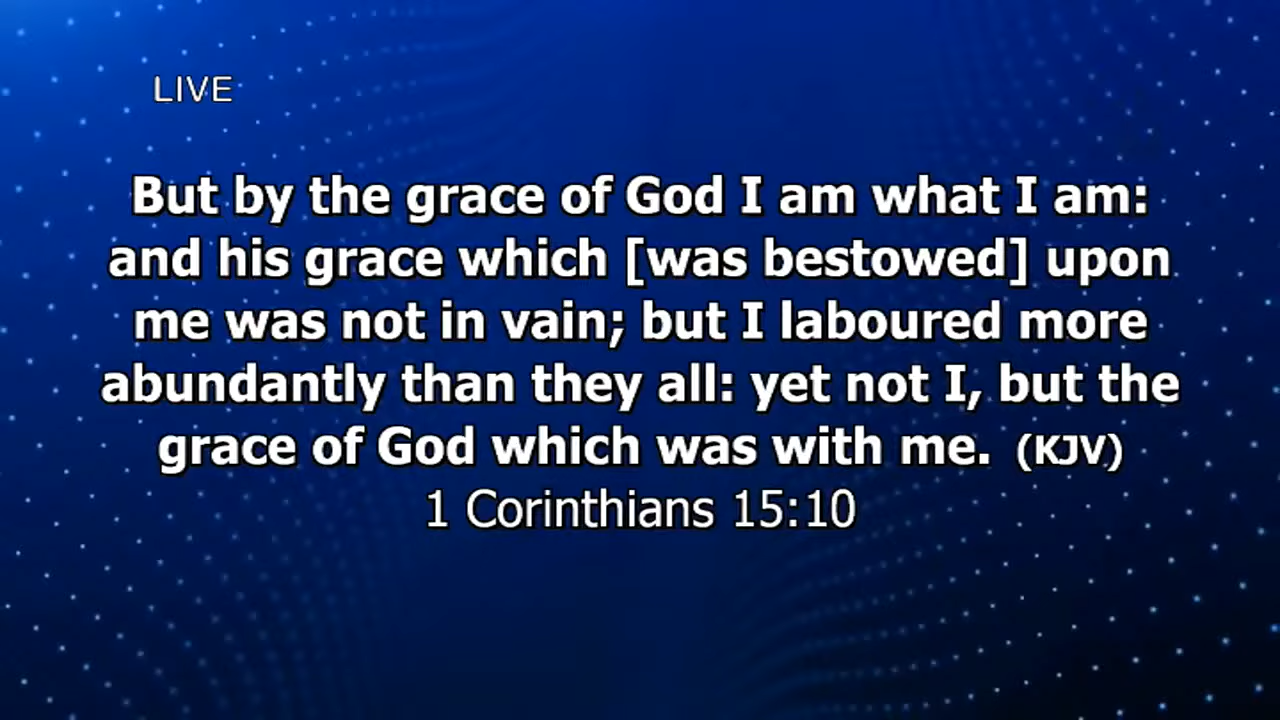 LIVE
But by the grace of God I am what I am:
and his grace which [was bestowed] upon
me was not in vain; but I laboured more
abundantly than they all: yet not I, but the
grace of God which was with me. (KJV)
1 Corinthians 15:10